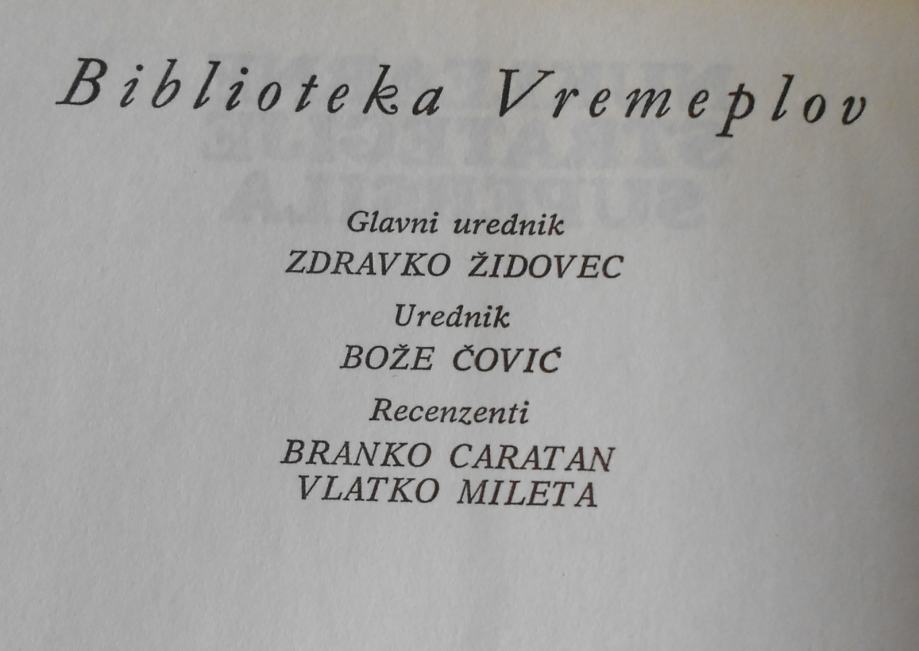 Biblioteka Vremeplov
Glavni urednik
ZDRAVKO ŽIDOVEC
Urednik
BOŽE ČOVIĆ
Recenzenti
BRANKO CARATAN
VLATKO MILETA